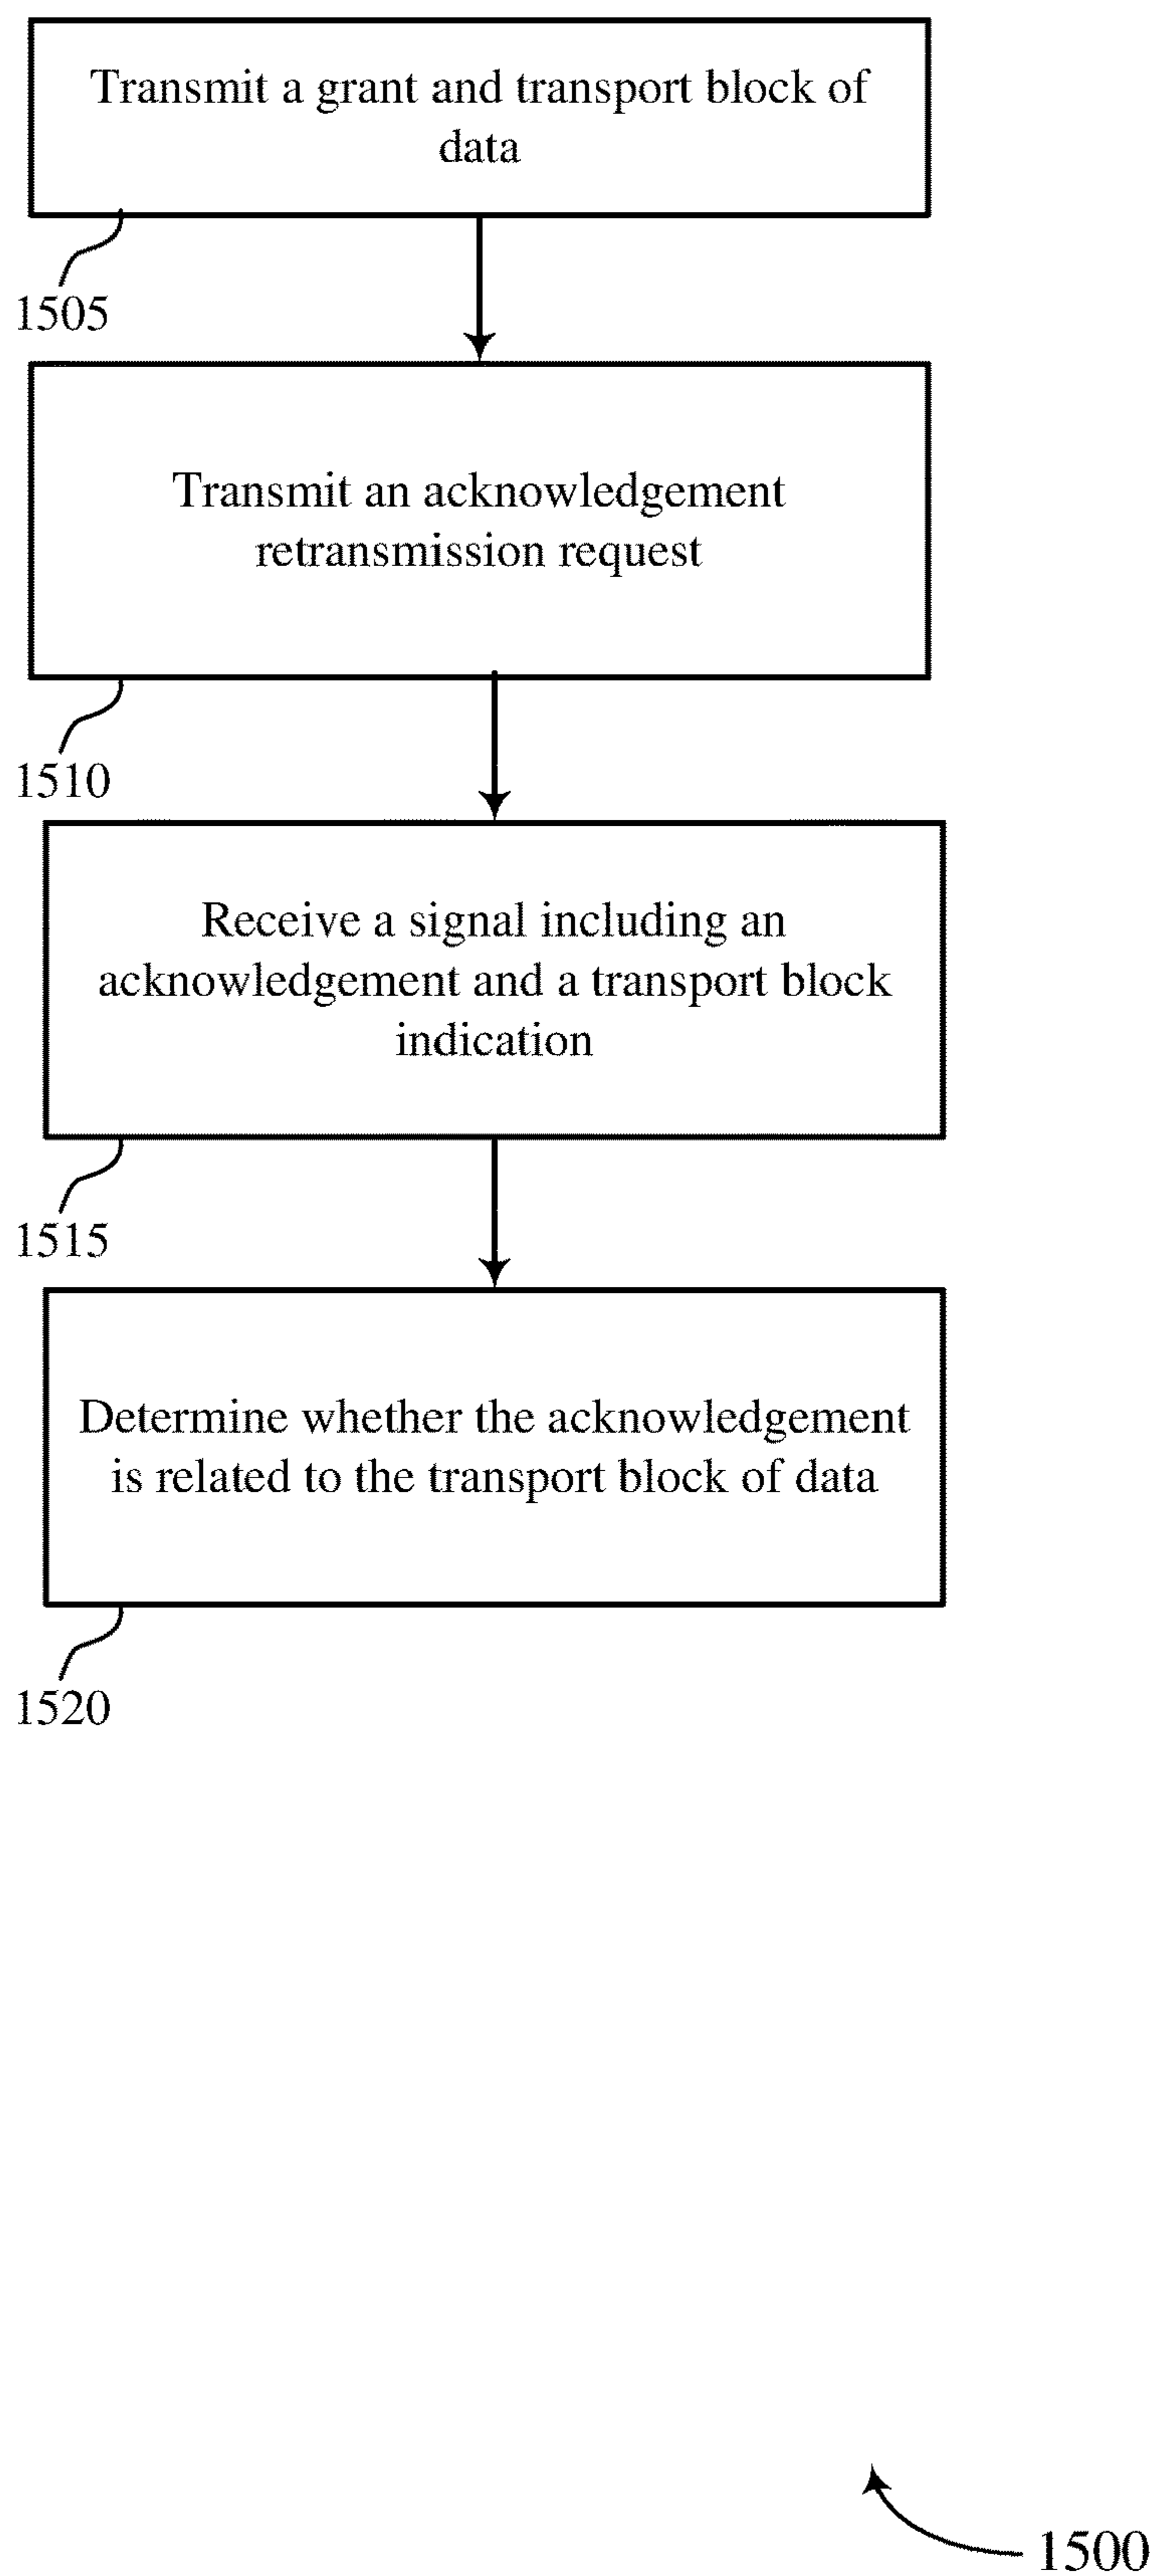 Transmit a grant and transport block of
data
1505
Transmit an acknowledgement
retransmission request
1510
Receive a signal including an
acknowledgement and a transport block
indication
1515
Determine whether the acknowledgement
is related to the transport block of data
1520
1500